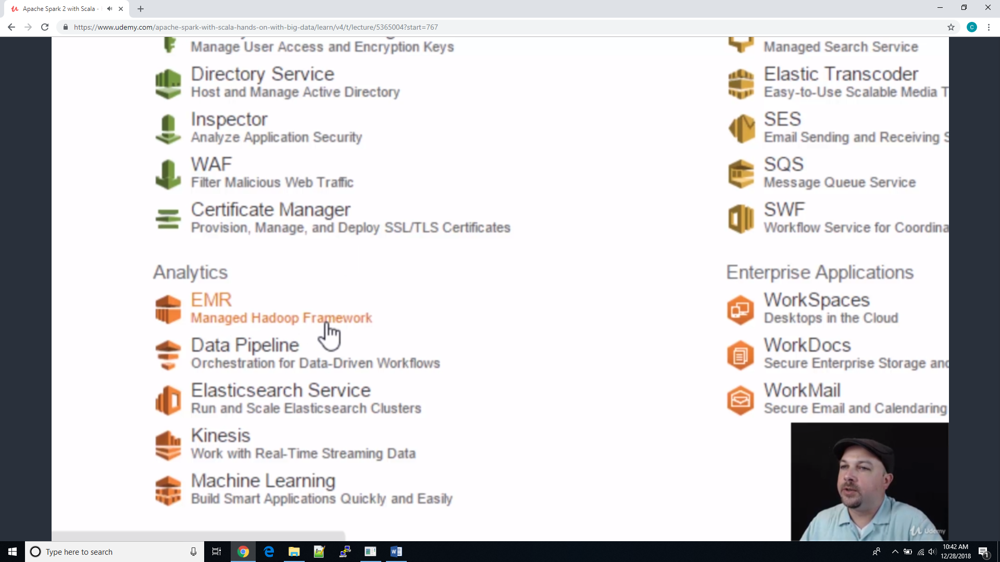 Apache Spark 2 with Scala -
https://www.udemy.com/apache-spark-with-scala-hands-on-with-big-data/learn/v4/t/lecture/5365004?start=767
C
Manage User Access and Encryption Keys
Directory Service
Host and Manage Active Directory
Inspector
Analyze Application Security
WAF
Filter Malicious Web Traffic
Certificate Manager
Provision, Manage, and Deploy SSL/TLS Certificates
Analytics
EMR
Managed Hadoop Framework
Data Pipeline
Orchestration for Data-Driven Workflows
Elasticsearch Service
Run and Scale Elasticsearch Clusters
Kinesis
Work with Real-Time Streaming Data
Machine Learning
Build Smart Applications Quickly and Easily
Managed Search Service
Elastic Transcoder
Easy-to-Use Scalable Media T
SES
Email Sending and Receiving S
SQS
Message Queue Service
SWF
Workflow Service for Coordina
Enterprise Applications
WorkSpaces
Desktops in the Cloud
WorkDocs
Secure Enterprise Storage and
WorkMail
Secure Email and Calendaring
Udemy
Type here to search
10:42 AM
12/28/2018
1